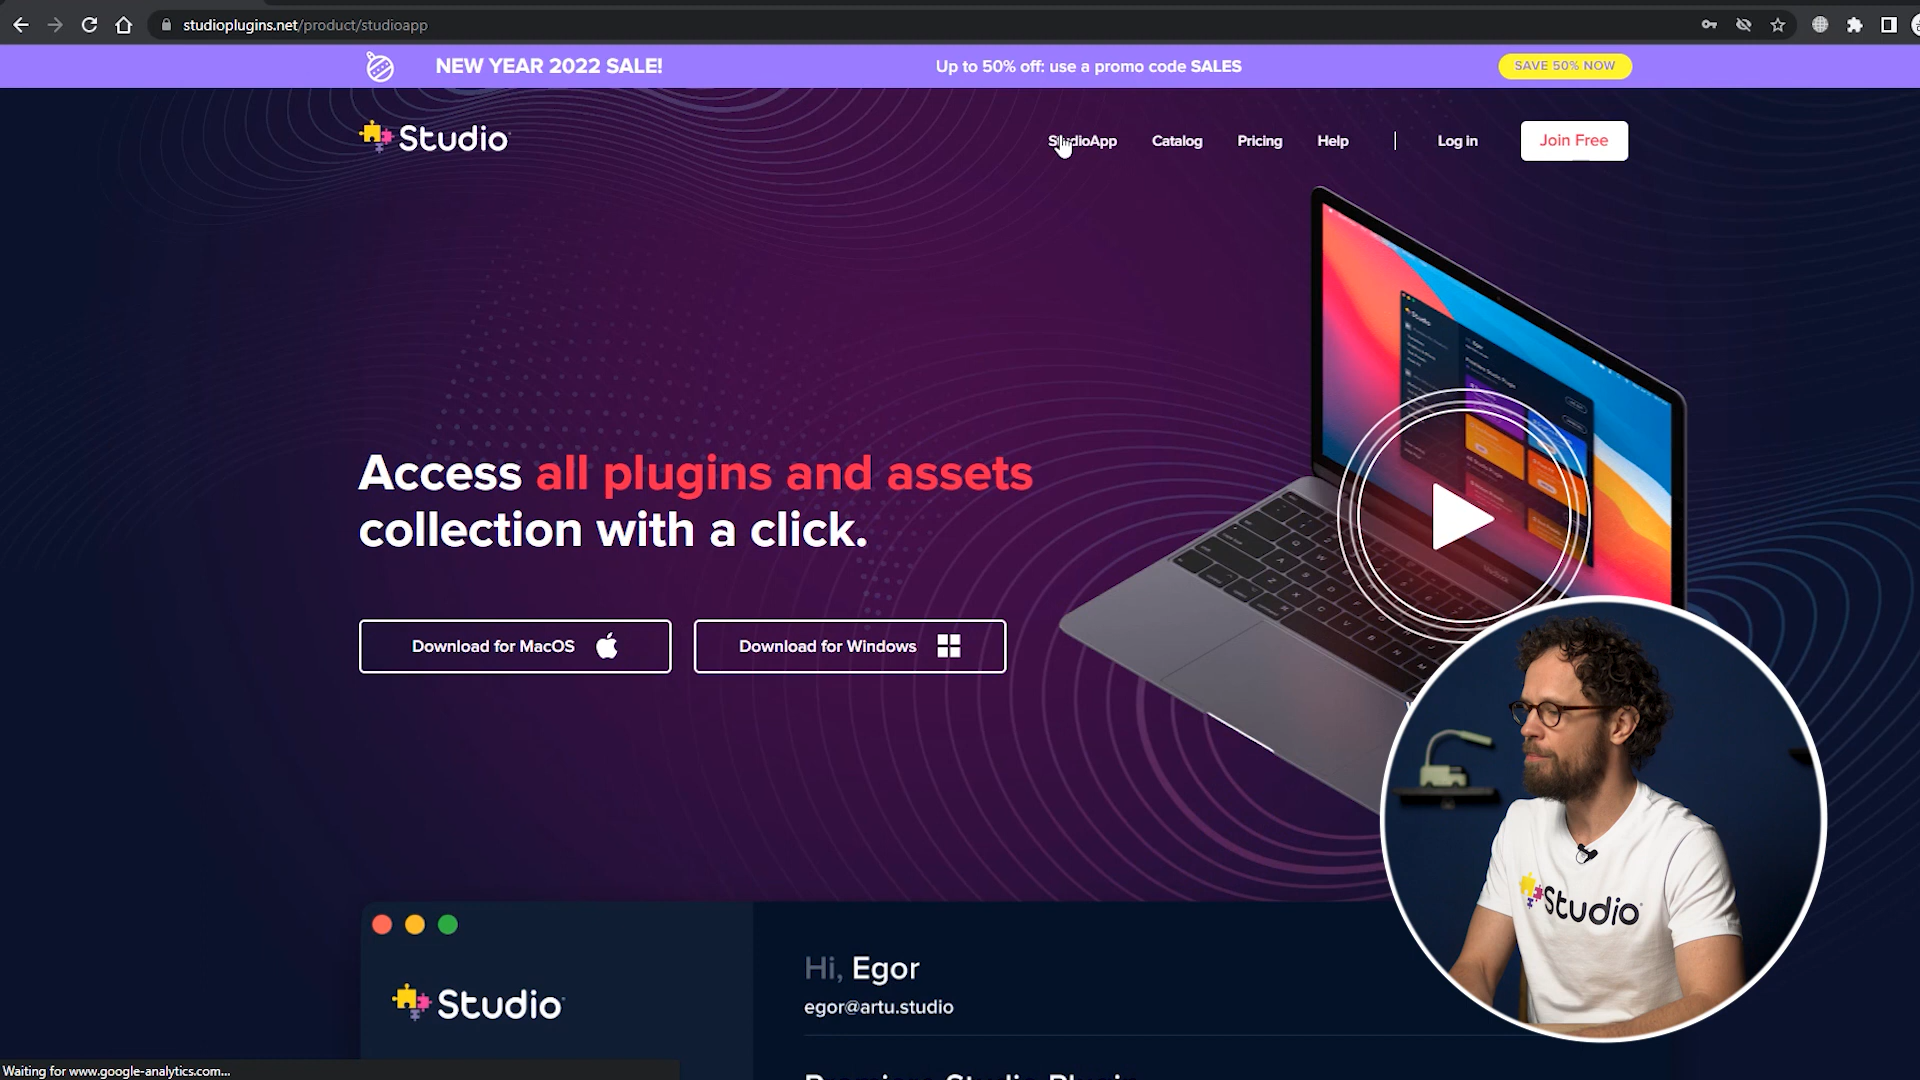 studioplugins.net/product/studioapp
NEW YEAR 2022 SALE!
Up to 50% off: use a promo code SALES
SAVE 50% NOW
Studio
StudioApp
Catalog
Pricing
Help
Log in
Join Free
Access all plugins and assets
collection with a click.
Download for MacOS
Download for Windows
Studio
Hi, Egor
egor@artu.studio
Studio
Waiting for www.google-analytics.com...